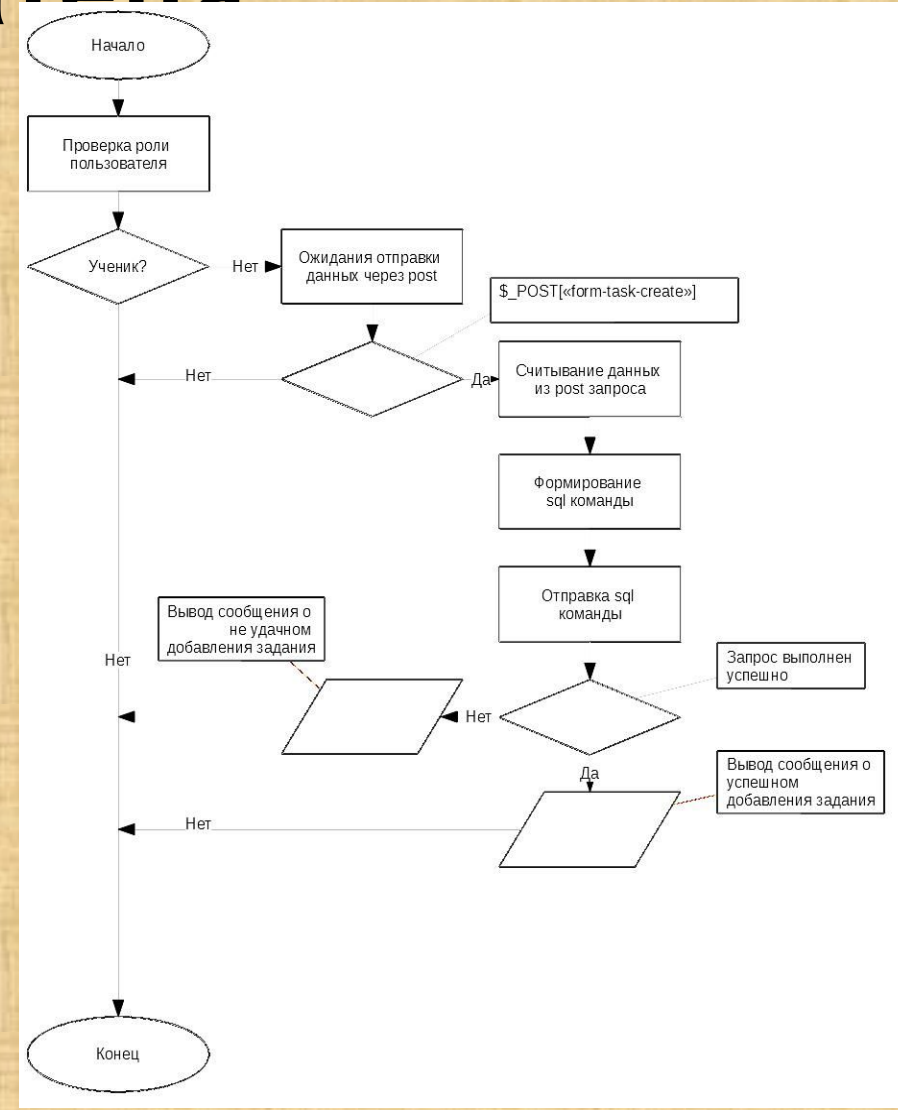 Начало
Проверка роли
пользователя
Ученик?
Нет
Ожидания отправки
данных через post
$_POST[«form-task-create»]
Нет
Да
Считывание данных
из post запроса
Формирование
sql команды
Отправка sql
команды
Вывод сообщения о
не удачном
добавления задания
Нет
Запрос выполнен
успешно
Нет
Да
Вывод сообщения о
успешном
добавления задания
Нет
Конец